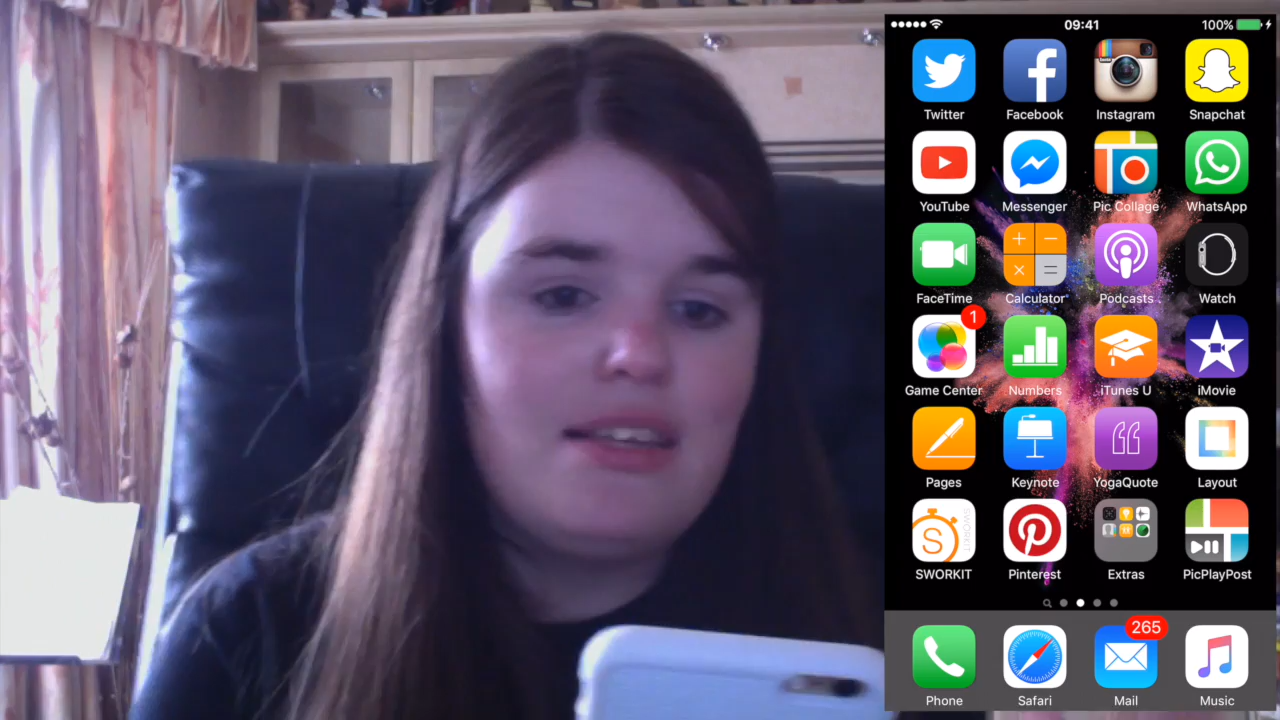 09:41 100%
Twitter Facebook Instagram Snapchat
YouTube Messenger Pic Collage WhatsApp
FaceTime Calculator Podcasts Watch
1
Game Center Numbers iTunes U iMovie
Pages Keynote YogaQuote Layout
S SWORKIT
SWORKIT Pinterest Extras PicPlayPost
265
Phone Safari Mail Music